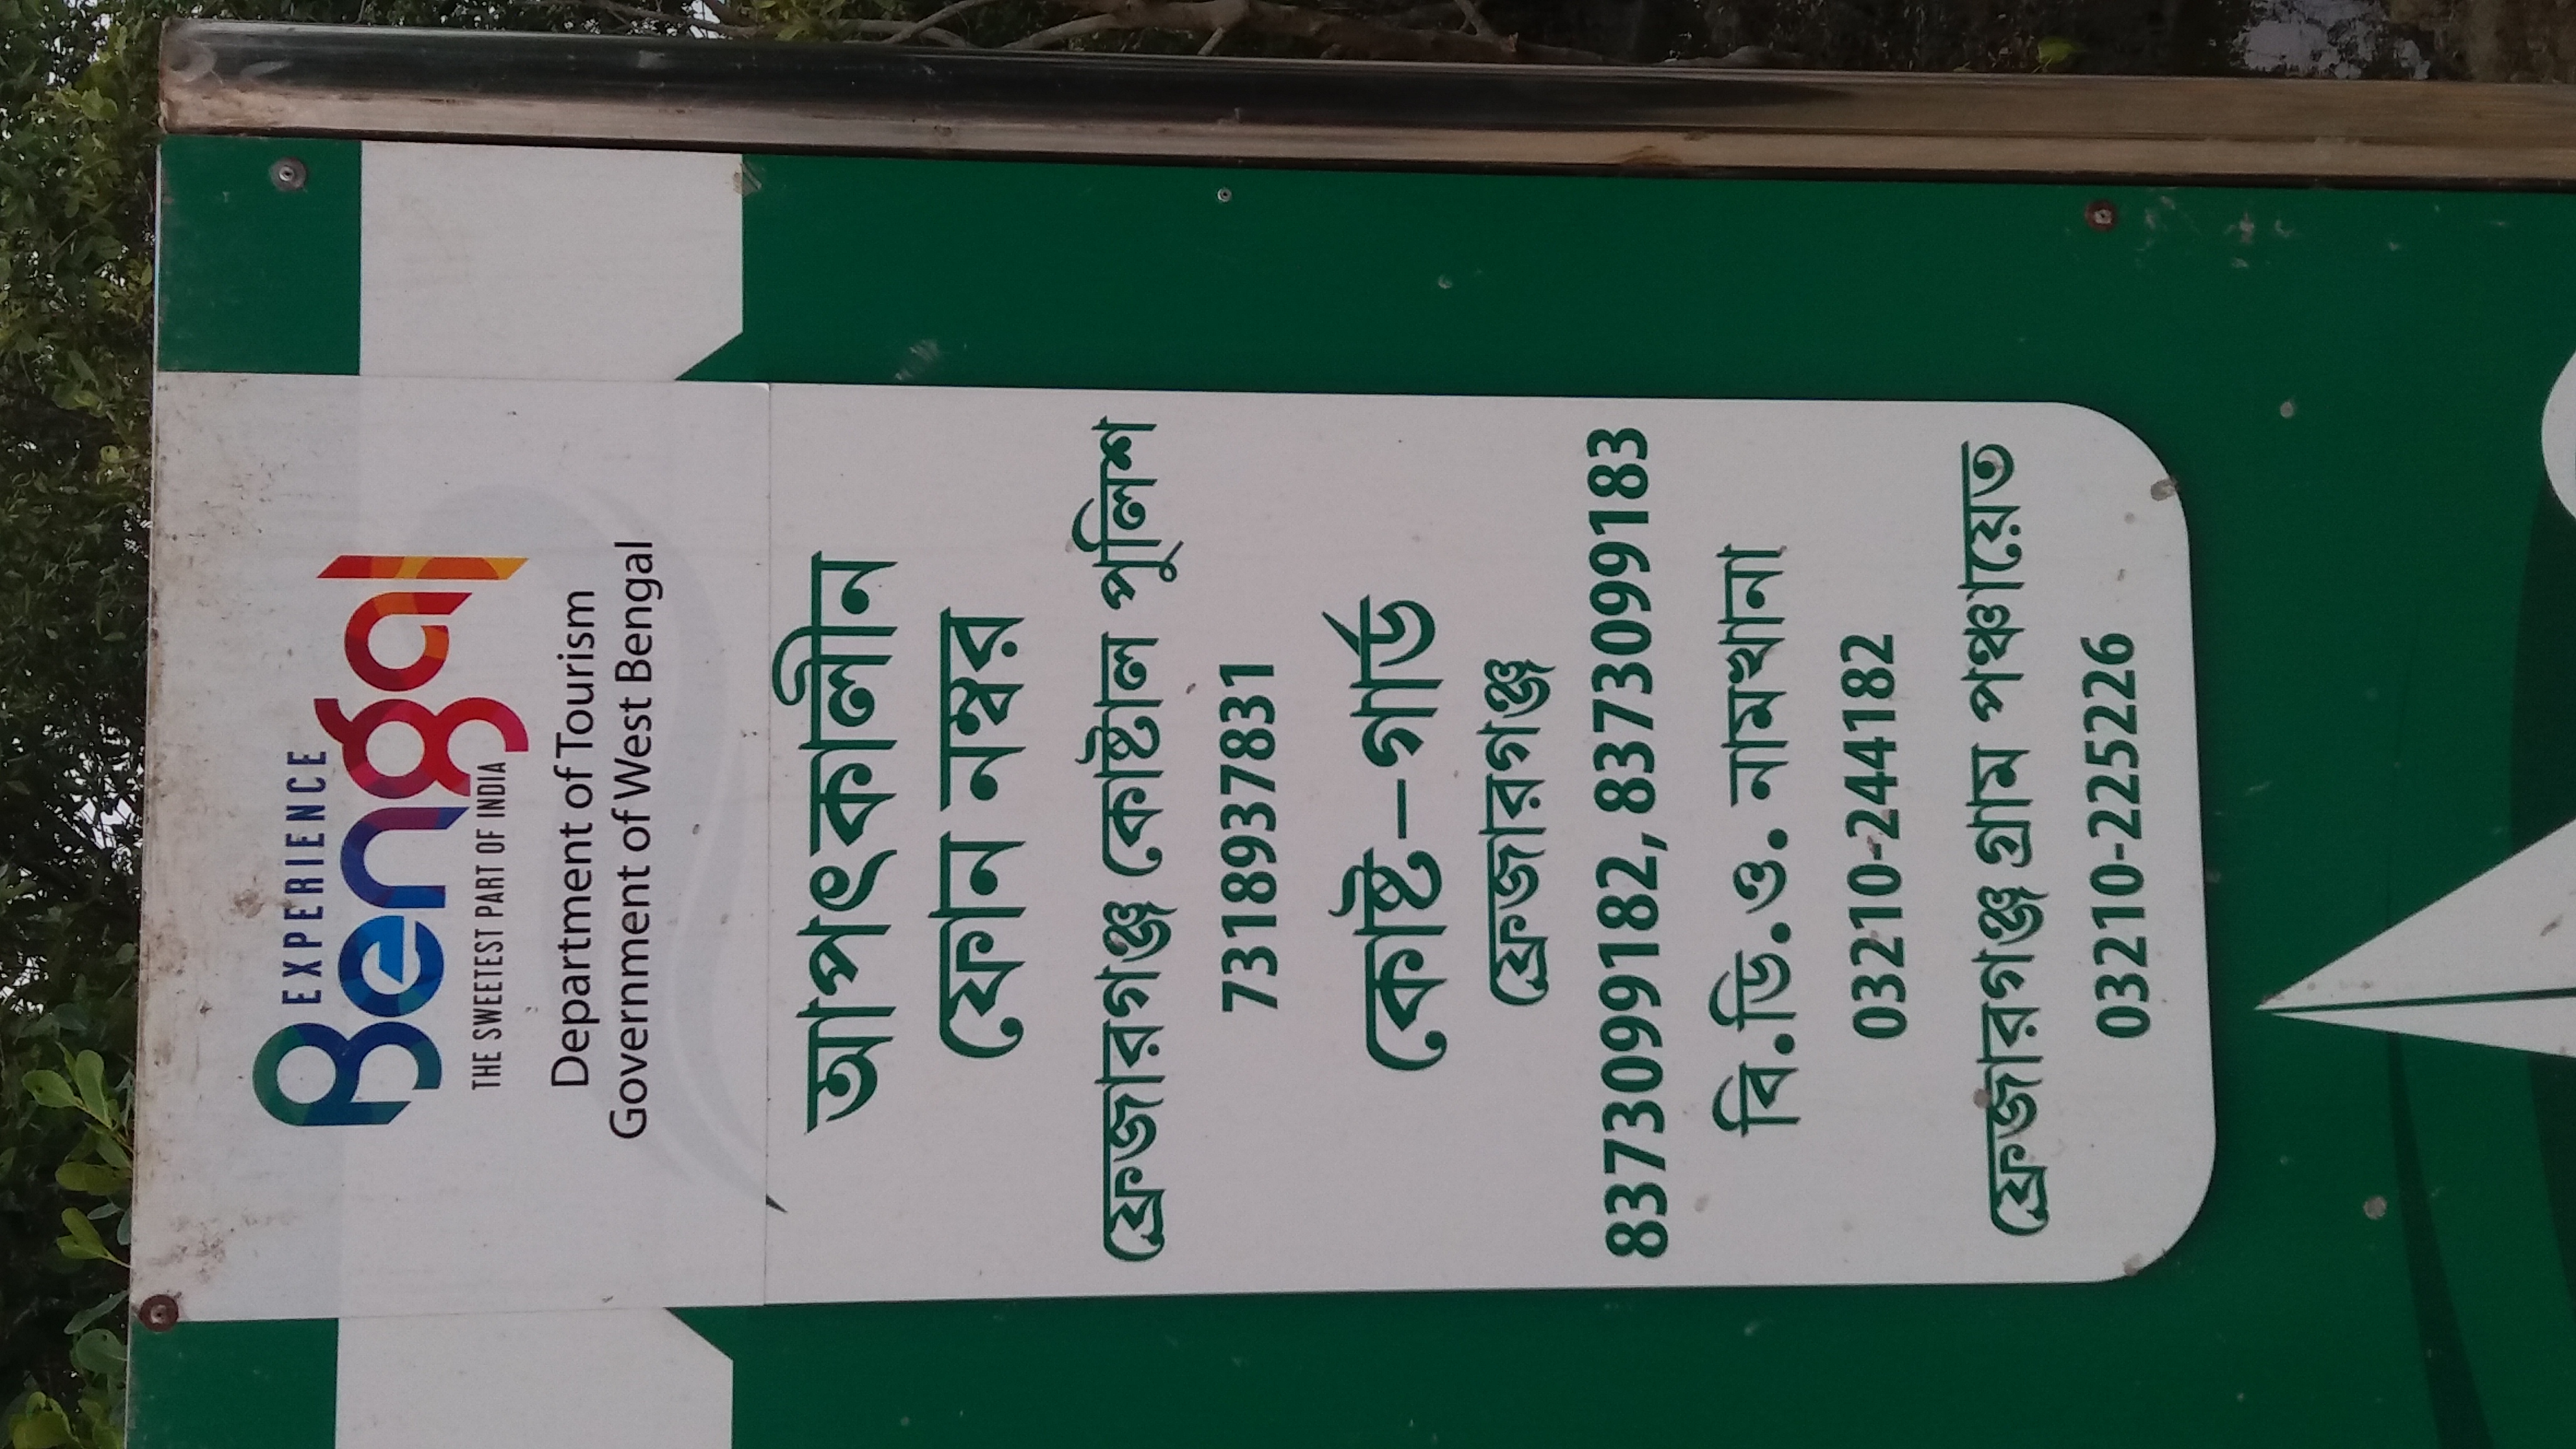 EXPERIENCE
Bengal
THE SWEETEST PART OF INDIA
Department of Tourism
Government of West Bengal
আপৎকালীন
ফোন নম্বর
ফ্রেজারগঞ্জ কোষ্টাল পুলিশ
7318937831
কোষ্ট-গার্ড
ফ্রেজারগঞ্জ
8373099182, 8373099183
বি.ডি.ও. নামখানা
03210-244182
ফ্রেজারগঞ্জ গ্রাম পঞ্চায়েত
03210-225226